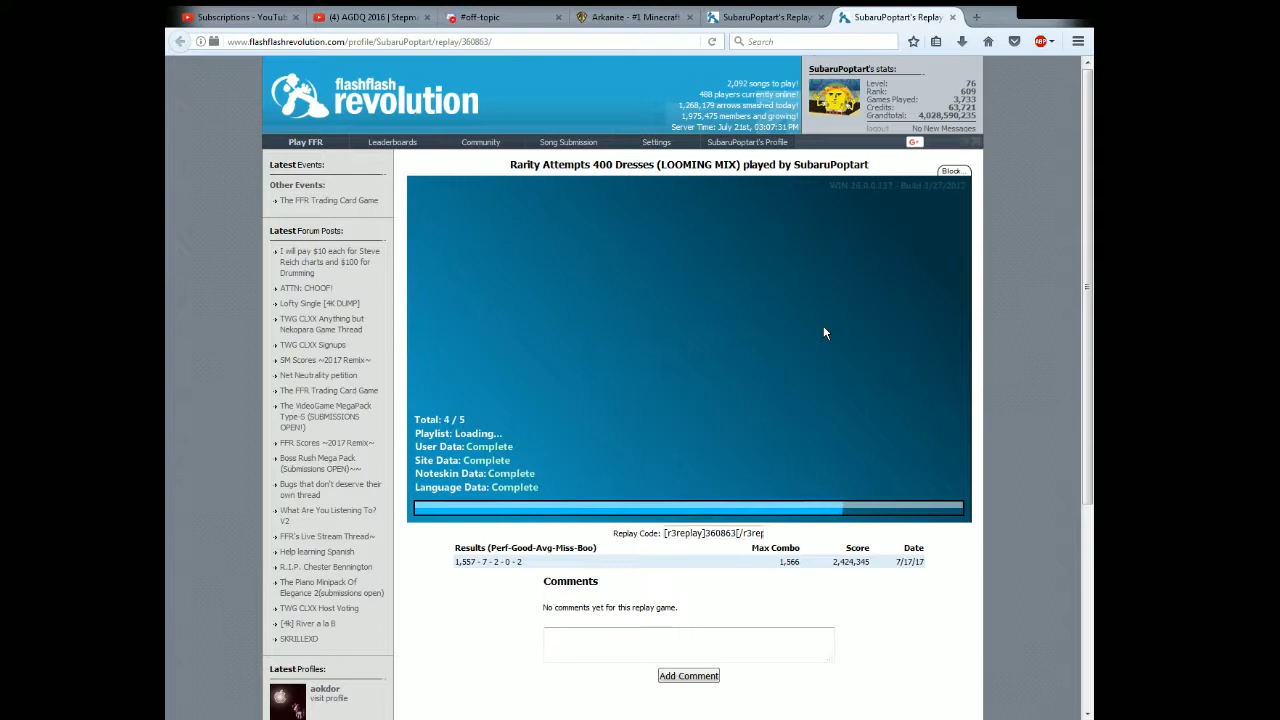 Subscriptions - YouTub
(4) AGDQ 2016 | Stepm
#off-topic
Arkanite - #1 Minecraft
SubaruPoptart's Replay
SubaruPoptart's Replay
www.flashflashrevolution.com/profile/SubaruPoptart/replay/360863/
Search
ABP
flashflash
revolution
2,092 songs to play!
488 players currently online!
1,268,179 arrows smashed today!
1,975,475 members and growing!
Server Time: July 21st, 03:07:31 PM
SubaruPoptart's stats:
Level: 76
Rank: 609
Games Played: 3,733
Credits: 63,721
Grandtotal: 4,028,590,235
logout No New Messages
Play FFR Leaderboards Community Song Submission Settings SubaruPoptart's Profile
G+
Latest Events:
Other Events:
The FFR Trading Card Game
Latest Forum Posts:
I will pay $10 each for Steve
Reich charts and $100 for
Drumming
ATTN: CHOOF!
Lofty Single [4K DUMP]
TWG CLXX Anything but
Nekopara Game Thread
TWG CLXX Signups
SM Scores ~2017 Remix~
Net Neutrality petition
The FFR Trading Card Game
The VideoGame MegaPack
Type-S (SUBMISSIONS
OPEN!)
FFR Scores ~2017 Remix~
Boss Rush Mega Pack
(Submissions OPEN)~~
Bugs that don't deserve their
own thread
What Are You Listening To?
V2
FFR's Live Stream Thread~
Help learning Spanish
R.I.P. Chester Bennington
The Piano Minipack Of
Elegance 2(submissions open)
TWG CLXX Host Voting
[4k] River a la B
SKRILLEXD
Latest Profiles:
aokdor
visit profile
Rarity Attempts 400 Dresses (LOOMING MIX) played by SubaruPoptart
Block...
WIN 26.0.0.137 - Build 3/27/2017
Total: 4 / 5
Playlist: Loading...
User Data: Complete
Site Data: Complete
Noteskin Data: Complete
Language Data: Complete
Replay Code: [r3replay]360863[/r3rep
Results (Perf-Good-Avg-Miss-Boo) Max Combo Score Date
1,557 - 7 - 2 - 0 - 2 1,566 2,424,345 7/17/17
Comments
No comments yet for this replay game.
Add Comment